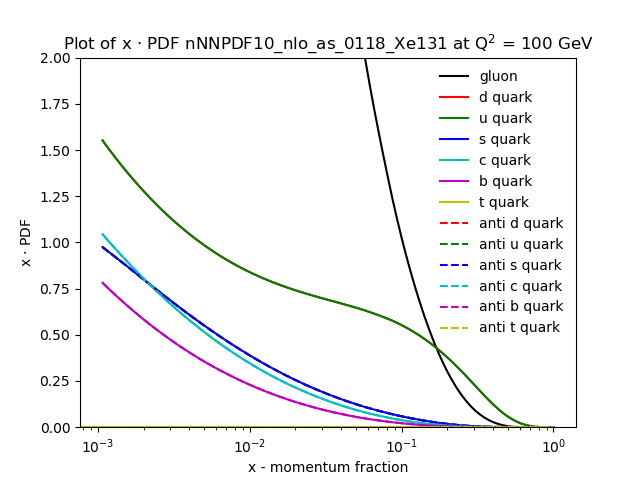 Plot of x · PDF nNNPDF10_nlo_as_0118_Xe131 at Q² = 100 GeV
2.00
1.75
1.50
1.25
1.00
0.75
0.50
0.25
0.00
x · PDF
gluon
d quark
u quark
s quark
c quark
b quark
t quark
anti d quark
anti u quark
anti s quark
anti c quark
anti b quark
anti t quark
10⁻³
10⁻²
10⁻¹
10⁰
x - momentum fraction